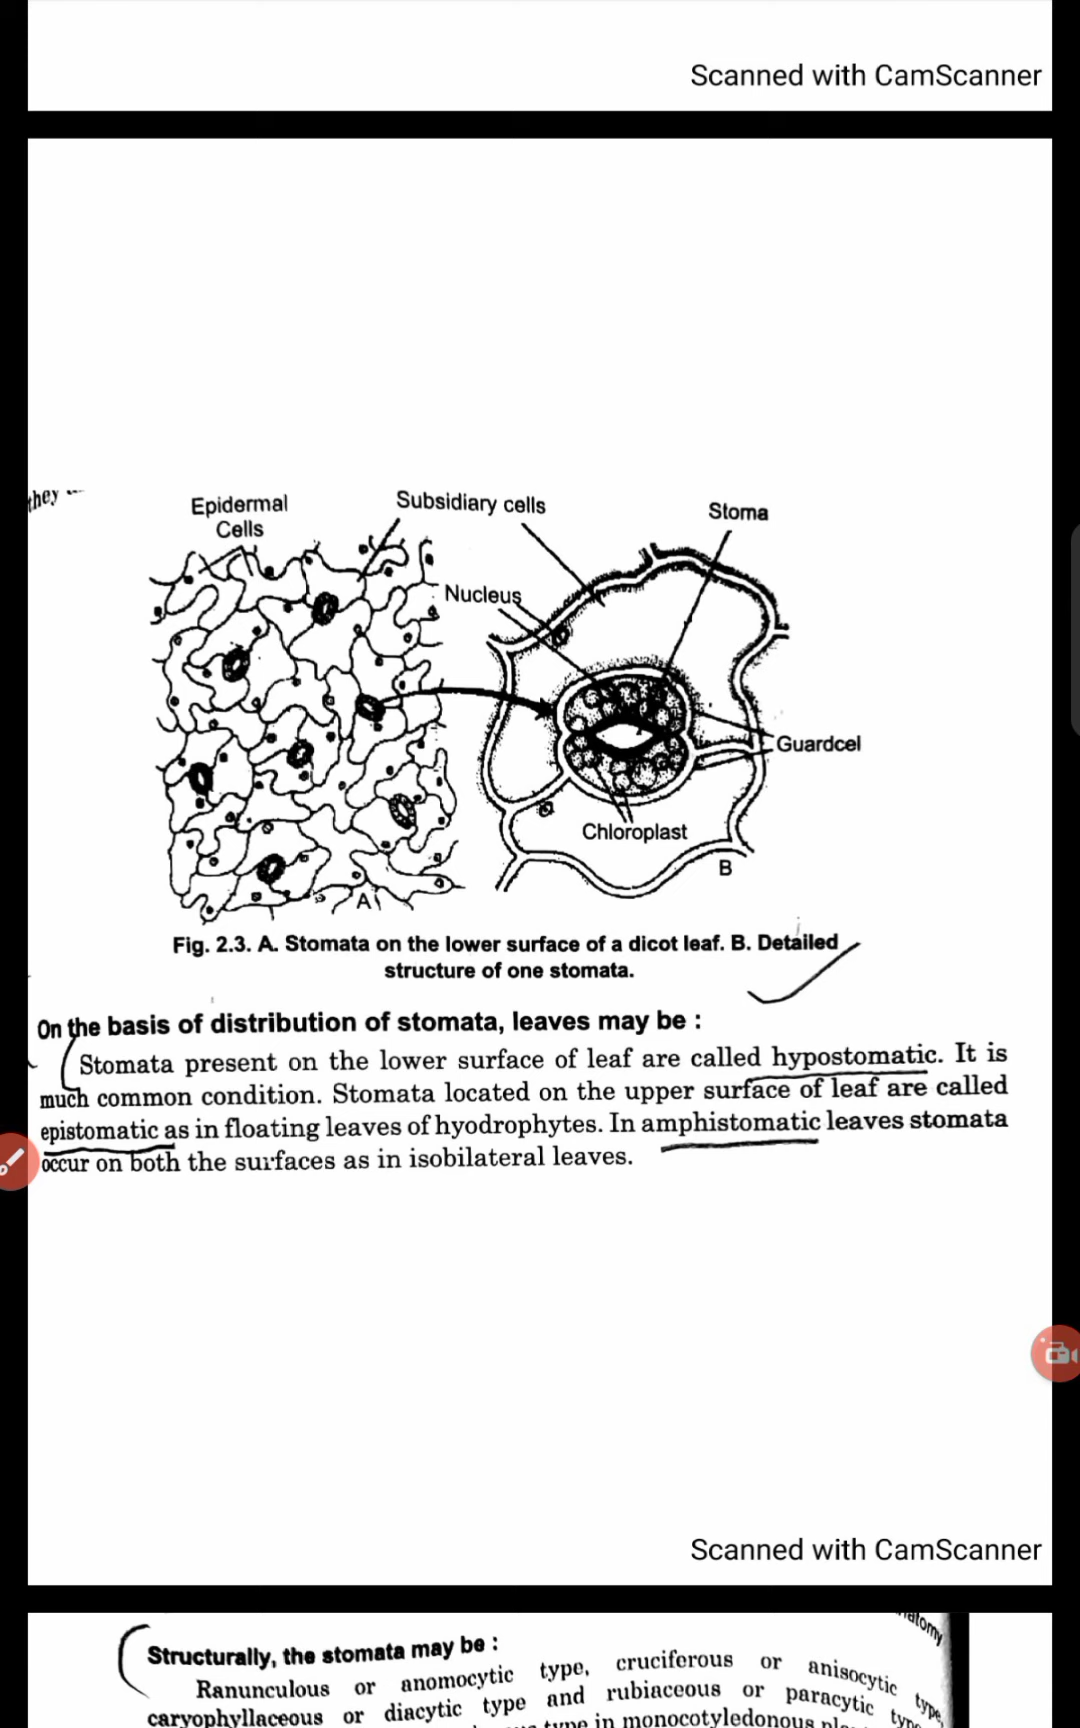 Scanned with CamScanner
they
Epidermal
Cells
Subsidiary cells
Stoma
Nucleus
Guardcel
Chloroplast
A
B
Fig. 2.3. A. Stomata on the lower surface of a dicot leaf. B. Detailed
structure of one stomata.
On the basis of distribution of stomata, leaves may be :
Stomata present on the lower surface of leaf are called hypostomatic. It is
much common condition. Stomata located on the upper surface of leaf are called
epistomatic as in floating leaves of hyodrophytes. In amphistomatic leaves stomata
occur on both the surfaces as in isobilateral leaves.
Scanned with CamScanner
Structurally, the stomata may be :
Ranunculous or anomocytic type, cruciferous or anisocytic type,
caryophyllaceous or diacytic type and rubiaceous or paracytic
type in monocotyledonous